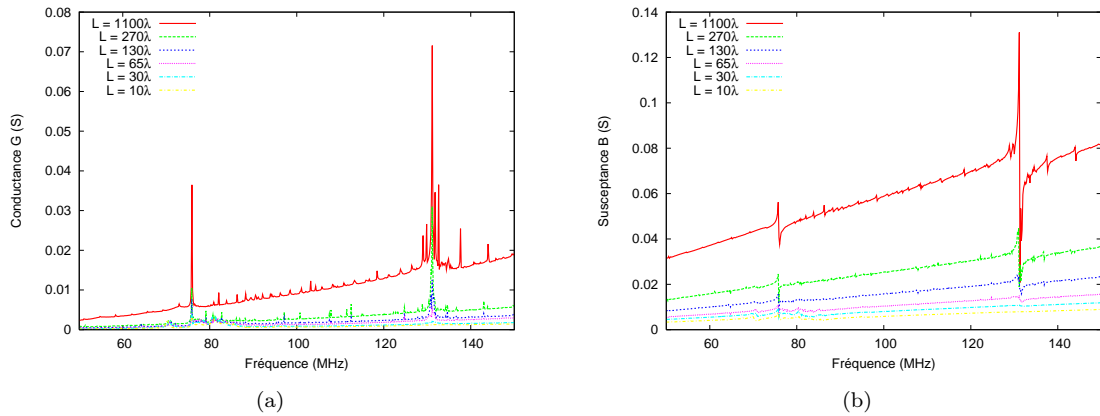 L = 1100λ
L = 270λ
L = 130λ
L = 65λ
L = 30λ
L = 10λ
Conductance G (S)
0.08
0.07
0.06
0.05
0.04
0.03
0.02
0.01
0
60 80 100 120 140
Fréquence (MHz)
(a)
L = 1100λ
L = 270λ
L = 130λ
L = 65λ
L = 30λ
L = 10λ
Susceptance B (S)
0.14
0.12
0.1
0.08
0.06
0.04
0.02
0
60 80 100 120 140
Fréquence (MHz)
(b)